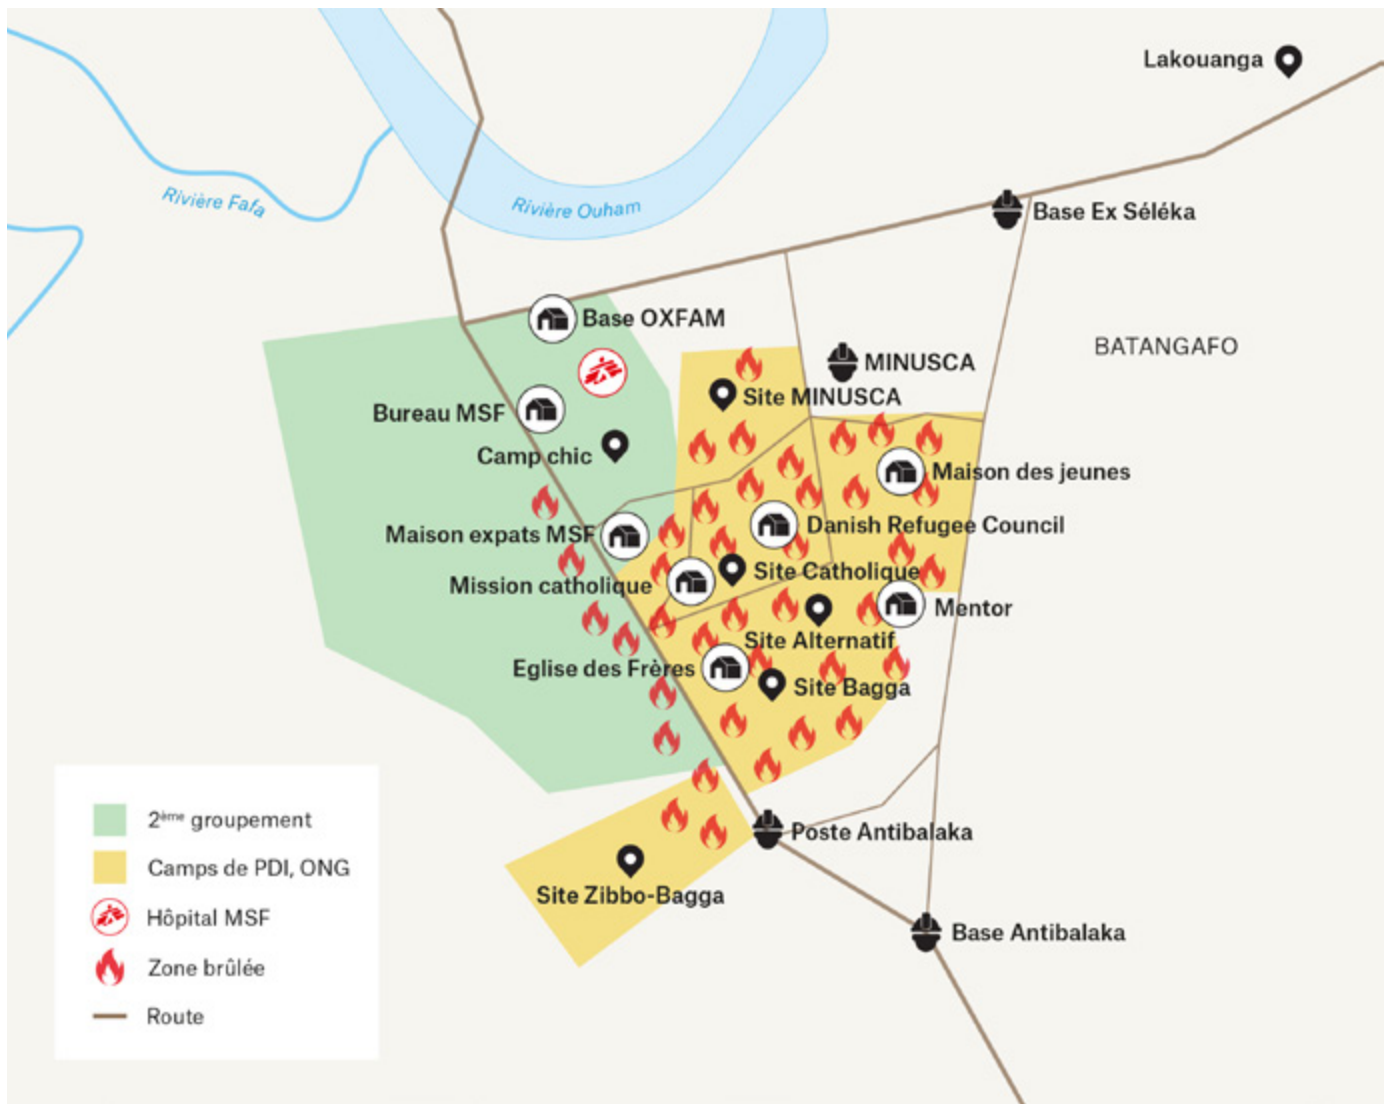 Lakouanga
Rivière Fafa
Rivière Ouham
Base Ex Séléka
Base OXFAM
BATANGAFO
MINUSCA
Site MINUSCA
Bureau MSF
Camp chic
Maison des jeunes
Danish Refugee Council
Maison expats MSF
Site Catholique
Mission catholique
Mentor
Site Alternatif
Eglise des Frères
Site Bagga
2ème groupement
Camps de PDI, ONG
Hôpital MSF
Zone brûlée
Route
Poste Antibalaka
Site Zibbo-Bagga
Base Antibalaka